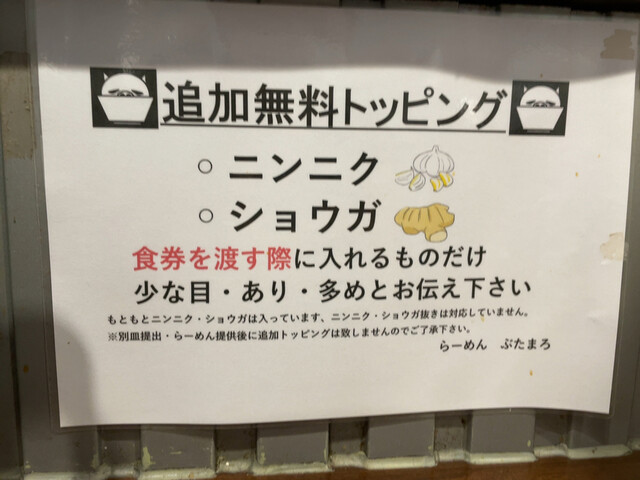 追加無料トッピング
○ ニンニク
○ ショウガ
食券を渡す際に入れるものだけ
少な目・あり・多めとお伝え下さい
もともとニンニク・ショウガは入っています、ニンニク・ショウガ抜きは対応していません。
※別皿提出・らーめん提供後に追加トッピングは致しませんのでご了承下さい。
らーめん ぶたまろ